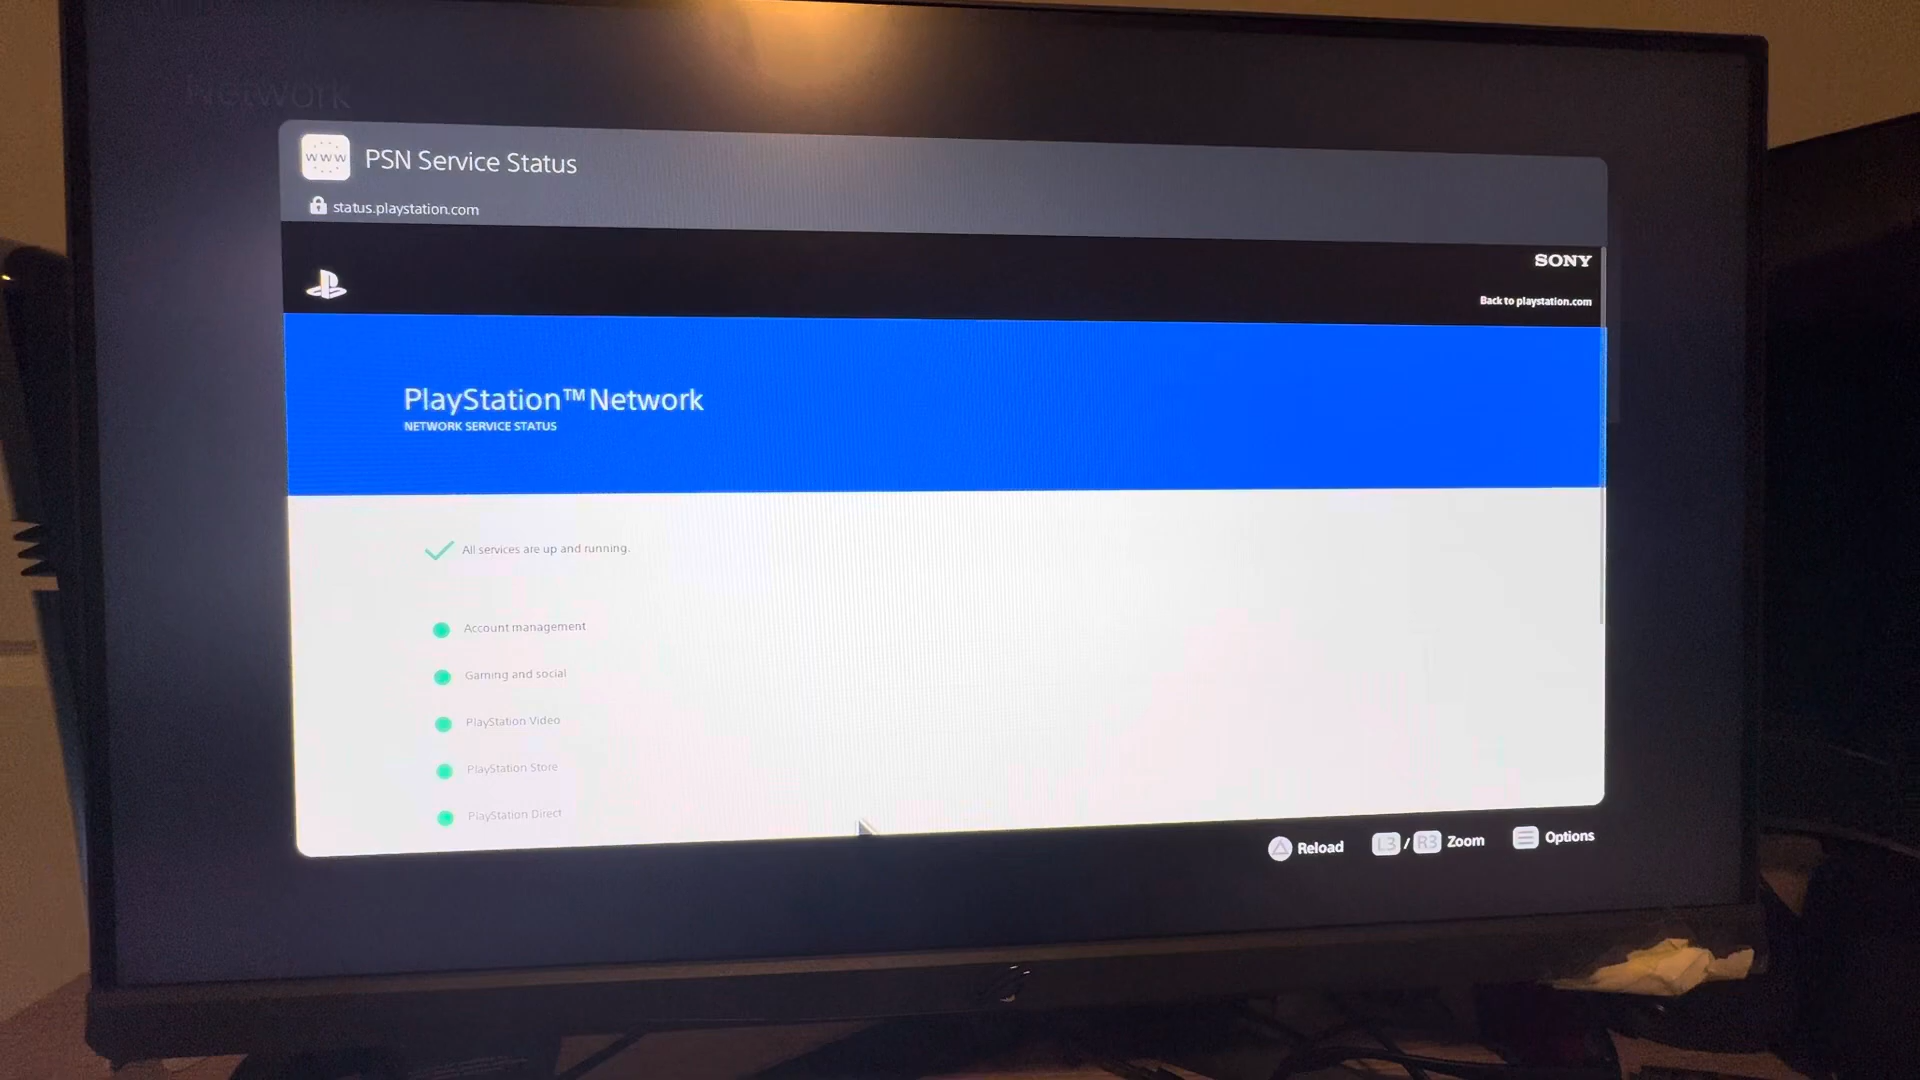 Network
www
PSN Service Status
status.playstation.com
SONY
Back to playstation.com
PlayStation™Network
NETWORK SERVICE STATUS
All services are up and running.
Account management
Gaming and social
PlayStation Video
PlayStation Store
PlayStation Direct
Reload
L3 / R3 Zoom
Options